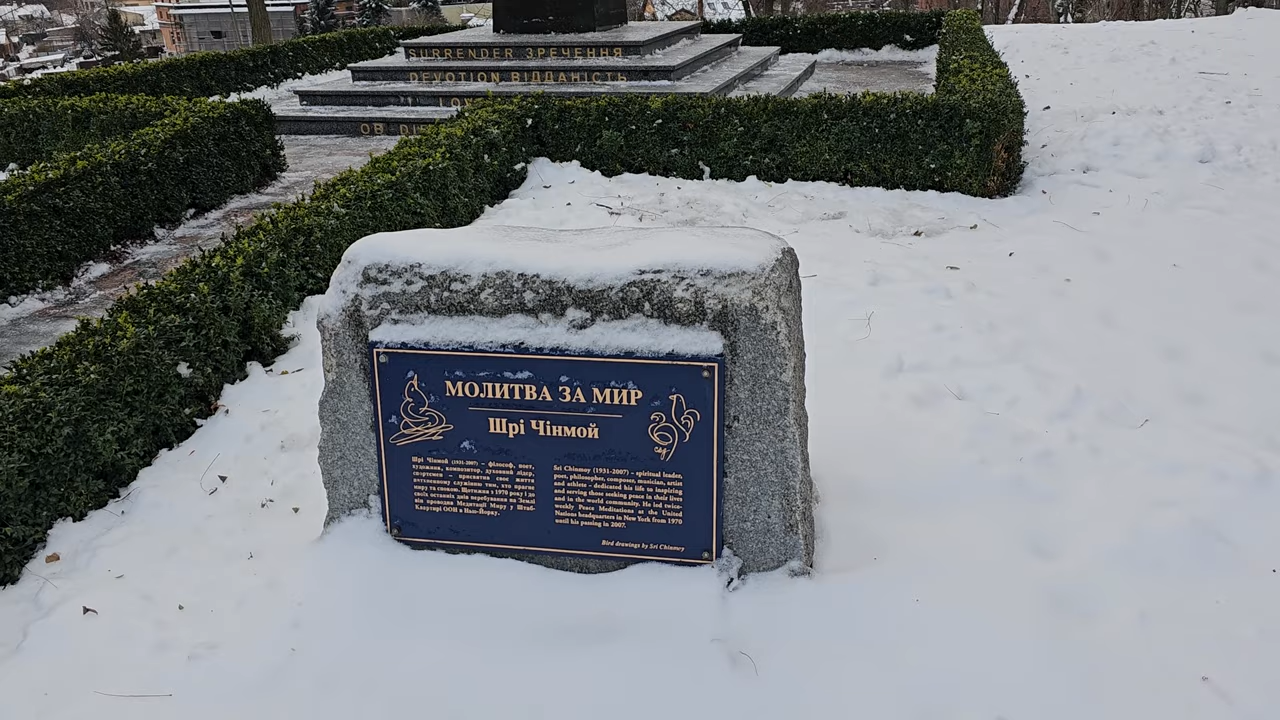 SURRENDER ЗРЕЧЕННЯ
DEVOTION ВІДДАНІСТЬ
МОЛИТВА ЗА МИР
Шрі Чінмой
Шрі Чінмой (1931-2007) – філософ, поет,
художник, композитор, духовний лідер,
спортсмен – присвятив своє життя
натхненному служінню тим, хто прагне
миру та спокою. Щотижня з 1970 року і до
своїх останніх днів перебування на Землі
він проводив Медитації Миру у Штаб-
Квартирі ООН в Нью-Йорку.
Sri Chinmoy (1931-2007) – spiritual leader,
poet, philosopher, composer, musician, artist
and athlete – dedicated his life to inspiring
and serving those seeking peace in their lives
and in the world community. He led twice-
weekly Peace Meditations at the United
Nations headquarters in New York from 1970
until his passing in 2007.
Bird drawings by Sri Chinmoy